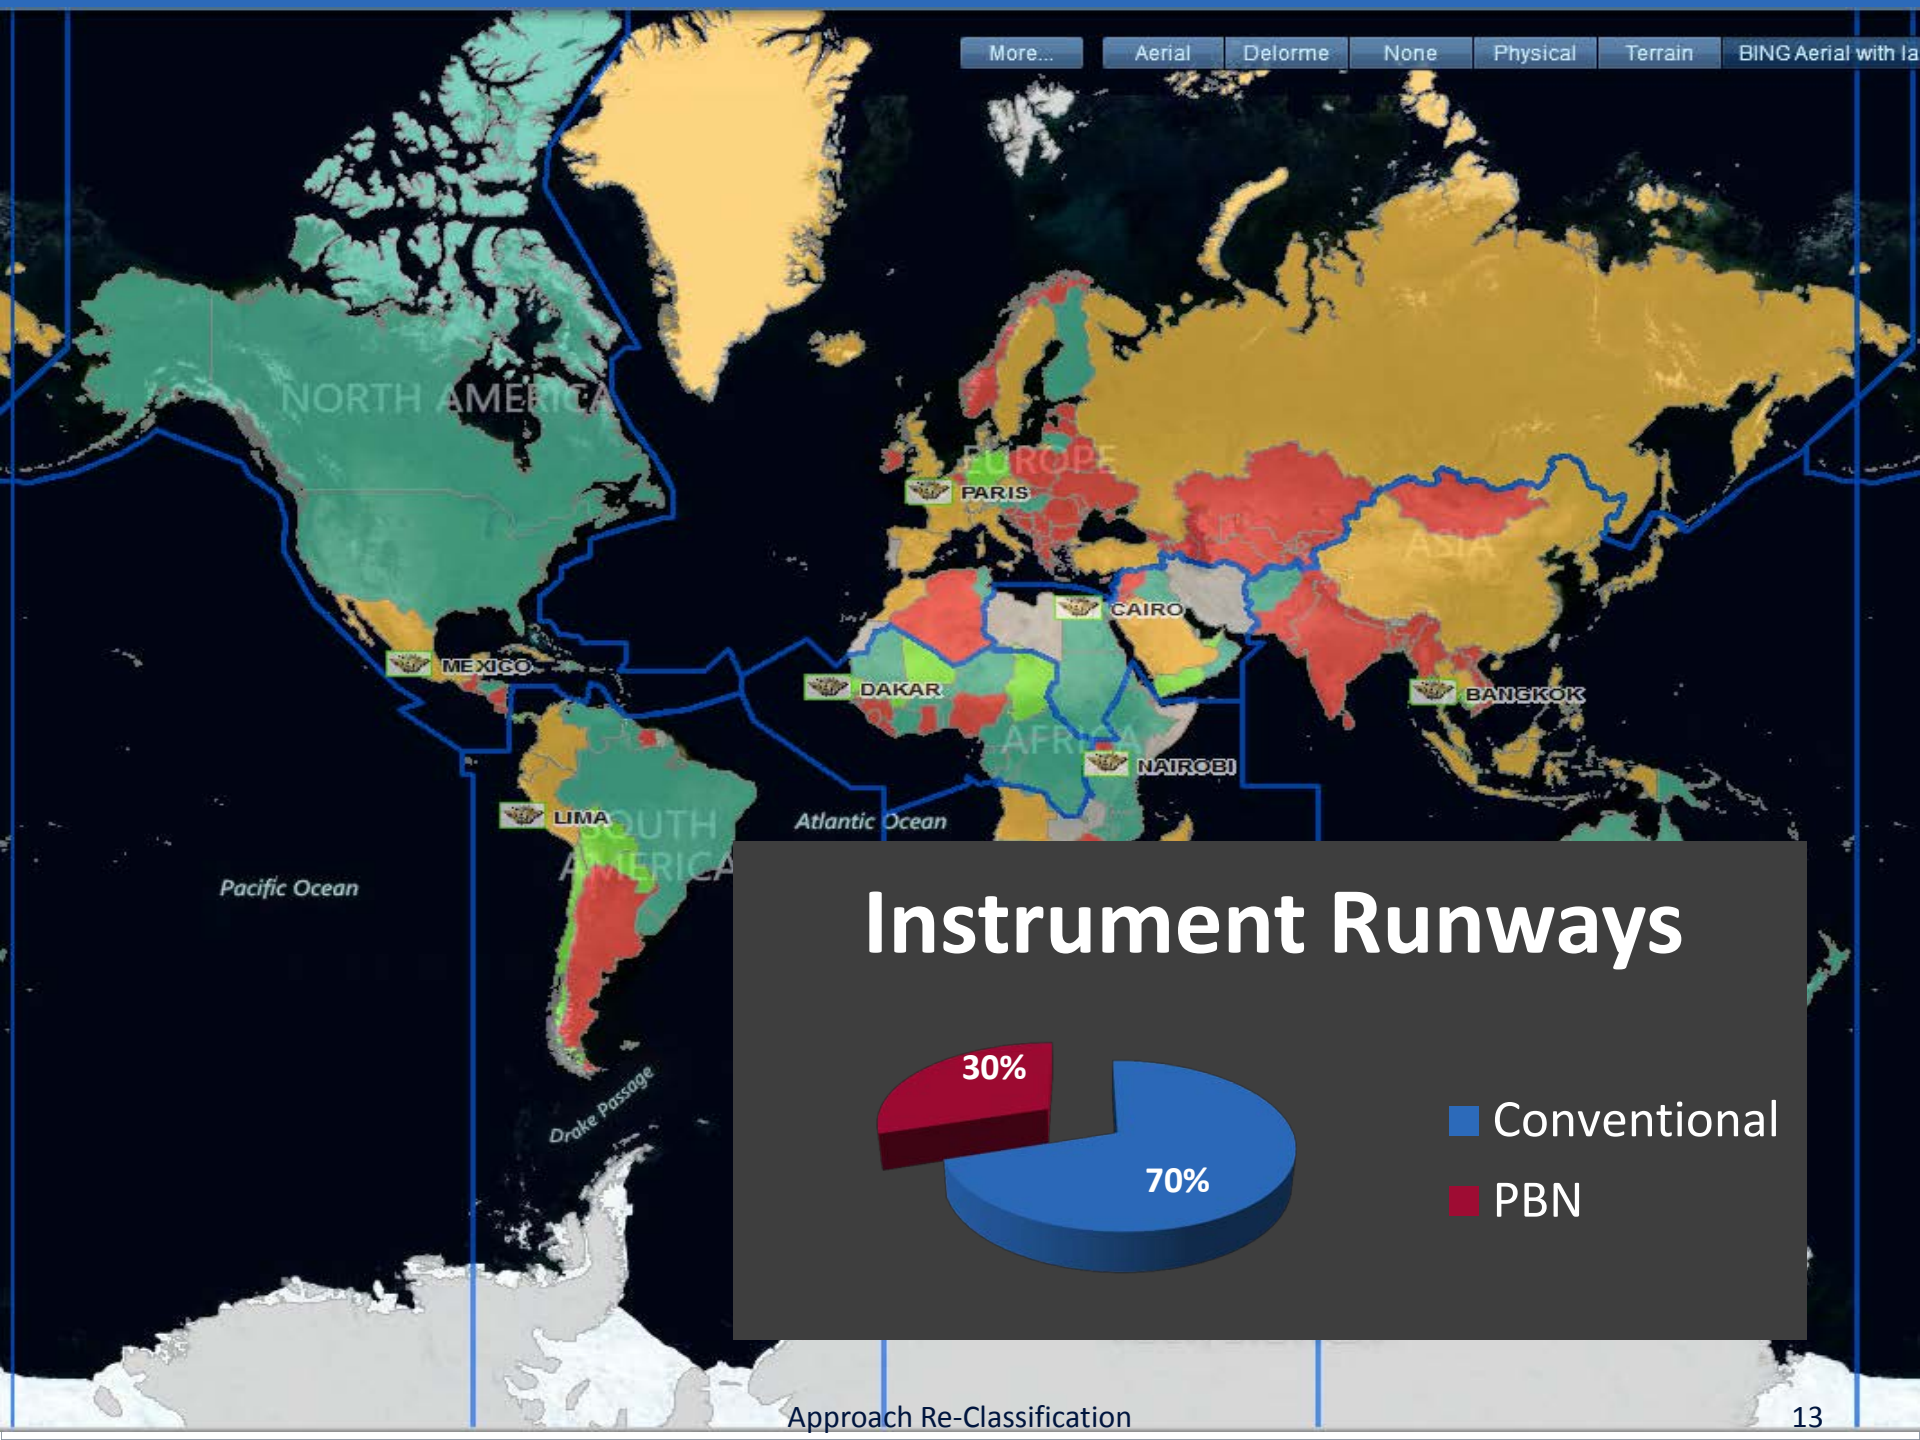 More...
Aerial
Delorme
None
Physical
Terrain
BING Aerial with la
NORTH AMERICA
EUROPE
PARIS
ASIA
CAIRO
MEXICO
DAKAR
BANGKOK
AFRICA
NAIROBI
LIMA
SOUTH
AMERICA
Atlantic Ocean
Pacific Ocean
Instrument Runways
30%
70%
Conventional
PBN
Drake Passage
Approach Re-Classification
13